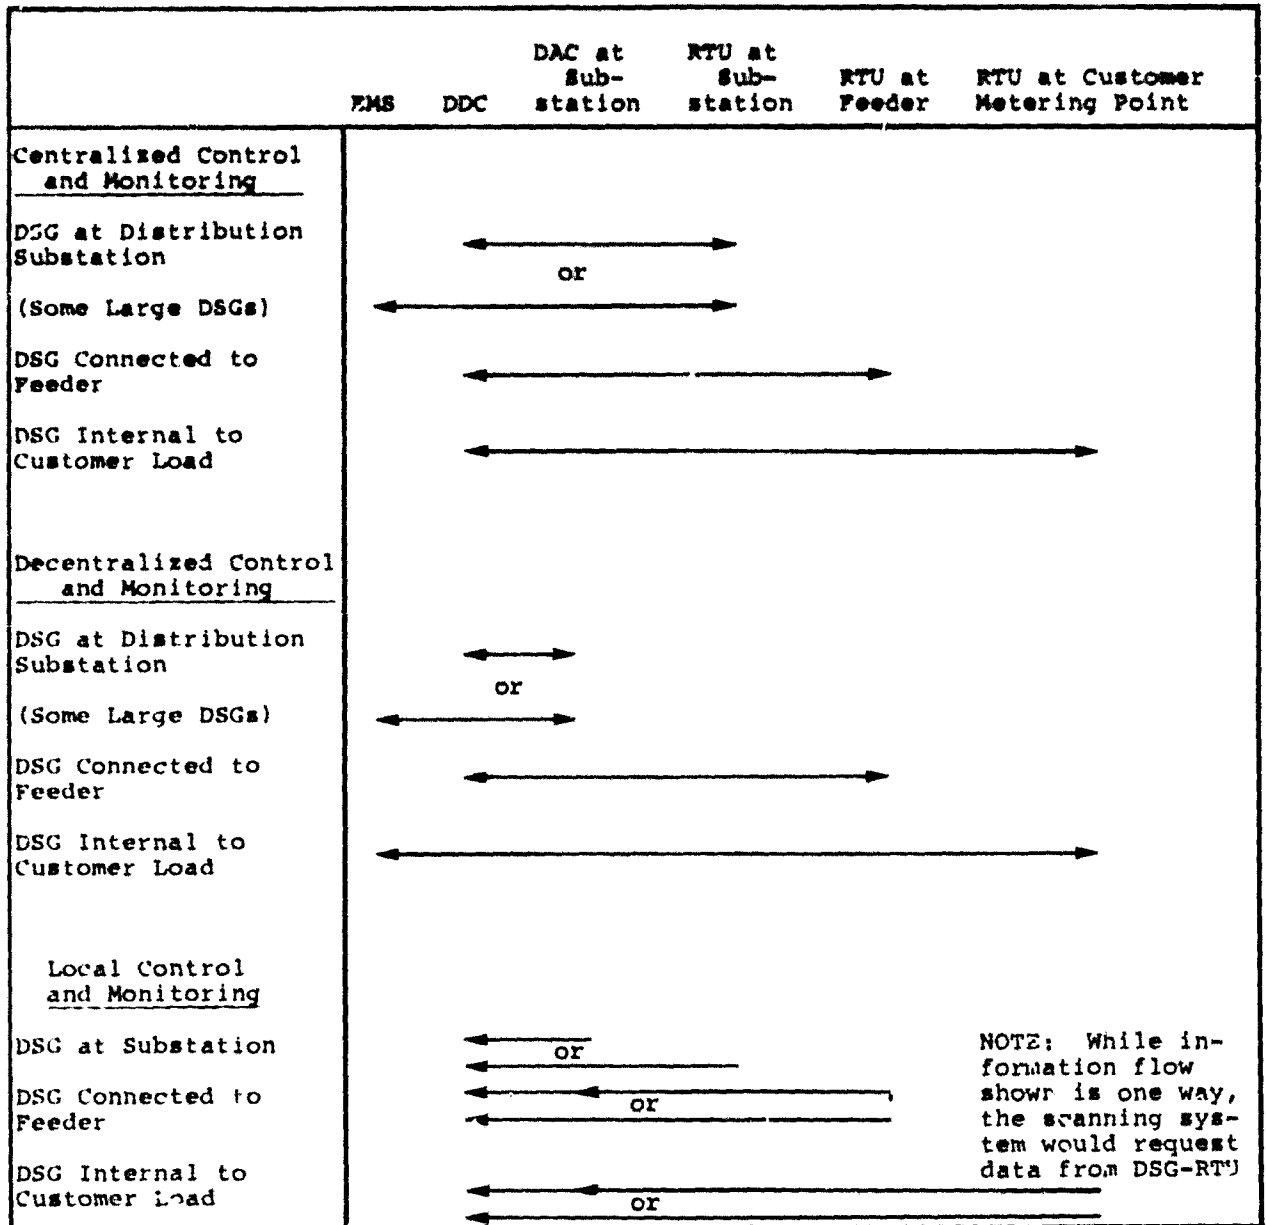 DAC at RTU at
Sub- Sub- RTU at RTU at Customer
EMS DDC station station Feeder Metering Point
Centralized Control
and Monitoring
DSG at Distribution
Substation
or
(Some Large DSGs)
DSG Connected to
Feeder
DSG Internal to
Customer Load
Decentralized Control
and Monitoring
DSG at Distribution
Substation
or
(Some Large DSGs)
DSG Connected to
Feeder
DSG Internal to
Customer Load
Local Control
and Monitoring
DSG at Substation
or
DSG Connected to
Feeder
or
DSG Internal to
Customer Load
or
NOTE: While in-
formation flow
shown is one way,
the scanning sys-
tem would request
data from DSG-RTU